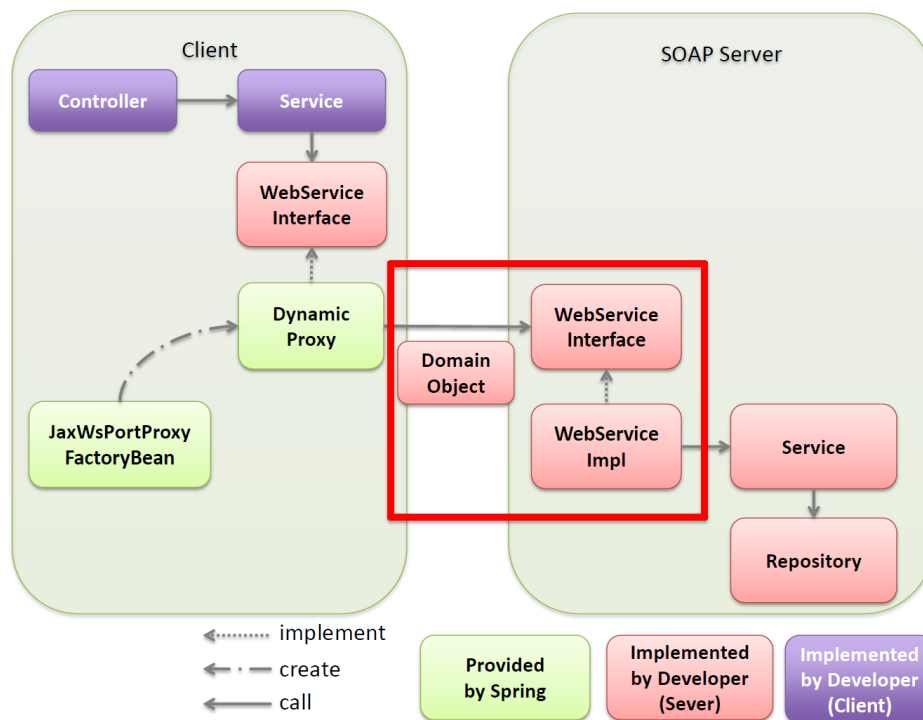 Client
SOAP Server
Controller
Service
WebService
Interface
Dynamic
Proxy
WebService
Interface
Domain
Object
JaxWsPortProxy
FactoryBean
WebService
Impl
Service
Repository
implement
create
call
Provided
by Spring
Implemented
by Developer
(Sever)
Implemented
by Developer
(Client)